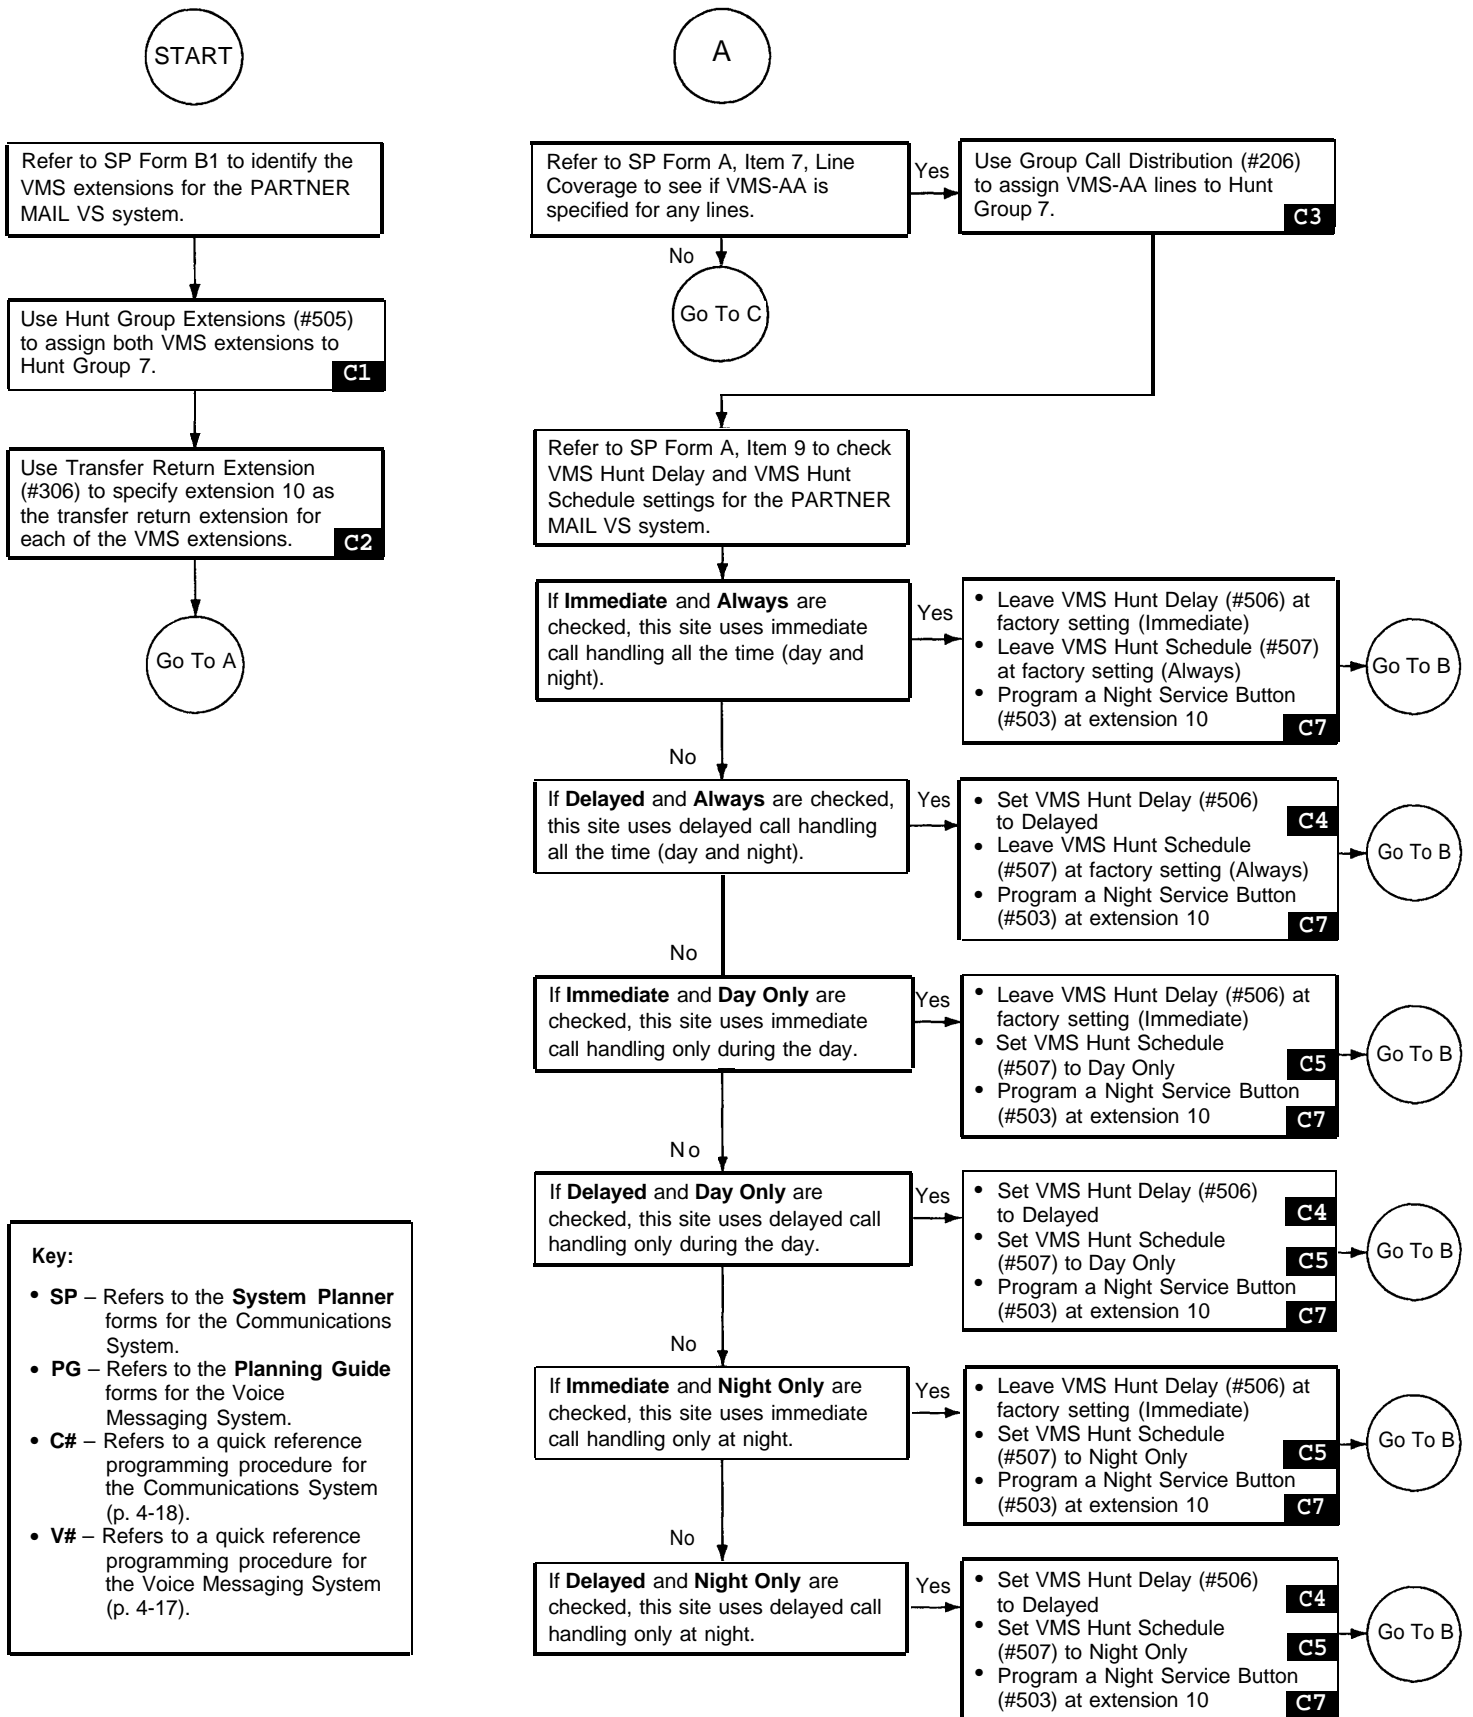 START
Refer to SP Form B1 to identify the
VMS extensions for the PARTNER
MAIL VS system.
Use Hunt Group Extensions (#505)
to assign both VMS extensions to
Hunt Group 7.
C1
Use Transfer Return Extension
(#306) to specify extension 10 as
the transfer return extension for
each of the VMS extensions.
C2
Go To A
Key:
• SP – Refers to the System Planner
forms for the Communications
System.
• PG – Refers to the Planning Guide
forms for the Voice
Messaging System.
• C# – Refers to a quick reference
programming procedure for
the Communications System
(p. 4-18).
• V# – Refers to a quick reference
programming procedure for
the Voice Messaging System
(p. 4-17).
A
Refer to SP Form A, Item 7, Line
Coverage to see if VMS-AA is
specified for any lines.
Yes
Use Group Call Distribution (#206)
to assign VMS-AA lines to Hunt
Group 7.
C3
No
Go To C
Refer to SP Form A, Item 9 to check
VMS Hunt Delay and VMS Hunt
Schedule settings for the PARTNER
MAIL VS system.
If Immediate and Always are
checked, this site uses immediate
call handling all the time (day and
night).
Yes
• Leave VMS Hunt Delay (#506) at
factory setting (Immediate)
• Leave VMS Hunt Schedule (#507)
at factory setting (Always)
• Program a Night Service Button
(#503) at extension 10
C7
Go To B
No
If Delayed and Always are checked,
this site uses delayed call handling
all the time (day and night).
Yes
• Set VMS Hunt Delay (#506)
to Delayed
C4
• Leave VMS Hunt Schedule
(#507) at factory setting (Always)
• Program a Night Service Button
(#503) at extension 10
C7
Go To B
No
If Immediate and Day Only are
checked, this site uses immediate
call handling only during the day.
Yes
• Leave VMS Hunt Delay (#506) at
factory setting (Immediate)
• Set VMS Hunt Schedule
(#507) to Day Only
C5
• Program a Night Service Button
(#503) at extension 10
C7
Go To B
No
If Delayed and Day Only are
checked, this site uses delayed call
handling only during the day.
Yes
• Set VMS Hunt Delay (#506)
to Delayed
C4
• Set VMS Hunt Schedule
(#507) to Day Only
C5
• Program a Night Service Button
(#503) at extension 10
C7
Go To B
No
If Immediate and Night Only are
checked, this site uses immediate
call handling only at night.
Yes
• Leave VMS Hunt Delay (#506) at
factory setting (Immediate)
• Set VMS Hunt Schedule
(#507) to Night Only
C5
• Program a Night Service Button
(#503) at extension 10
C7
Go To B
No
If Delayed and Night Only are
checked, this site uses delayed call
handling only at night.
Yes
• Set VMS Hunt Delay (#506)
to Delayed
C4
• Set VMS Hunt Schedule
(#507) to Night Only
C5
• Program a Night Service Button
(#503) at extension 10
C7
Go To B